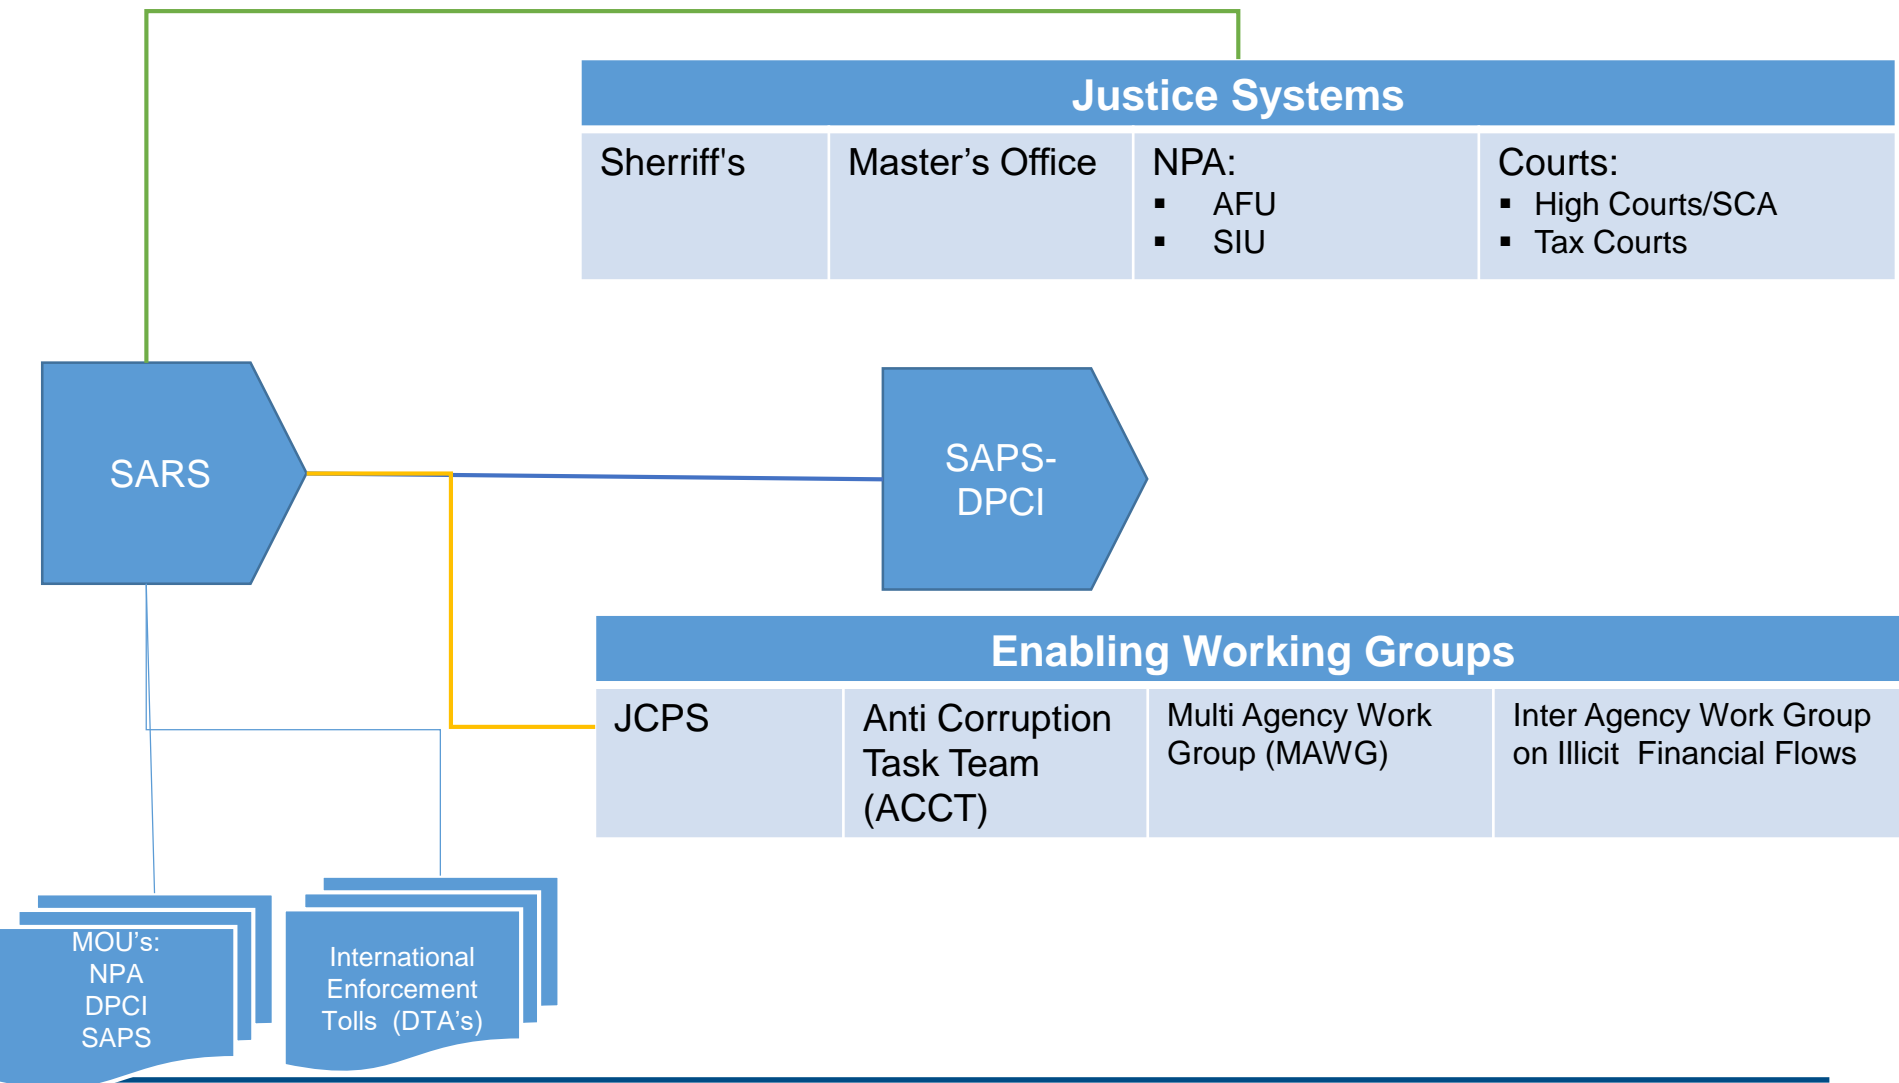 Justice Systems
Sherriff's
Master’s Office
NPA:
▪ AFU
▪ SIU
Courts:
▪ High Courts/SCA
▪ Tax Courts
SARS
SAPS-
DPCI
Enabling Working Groups
JCPS
Anti Corruption
Task Team
(ACCT)
Multi Agency Work
Group (MAWG)
Inter Agency Work Group
on Illicit  Financial Flows
MOU’s:
NPA
DPCI
SAPS
International
Enforcement
Tolls  (DTA’s)